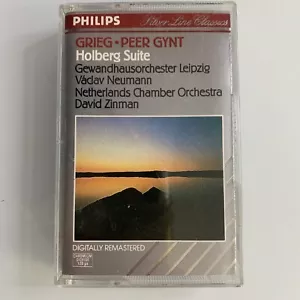 PHILIPS
Silver Line Classics
GRIEG • PEER GYNT
Holberg Suite
Gewandhausorchester Leipzig
Václav Neumann
Netherlands Chamber Orchestra
David Zinman
DIGITALLY REMASTERED